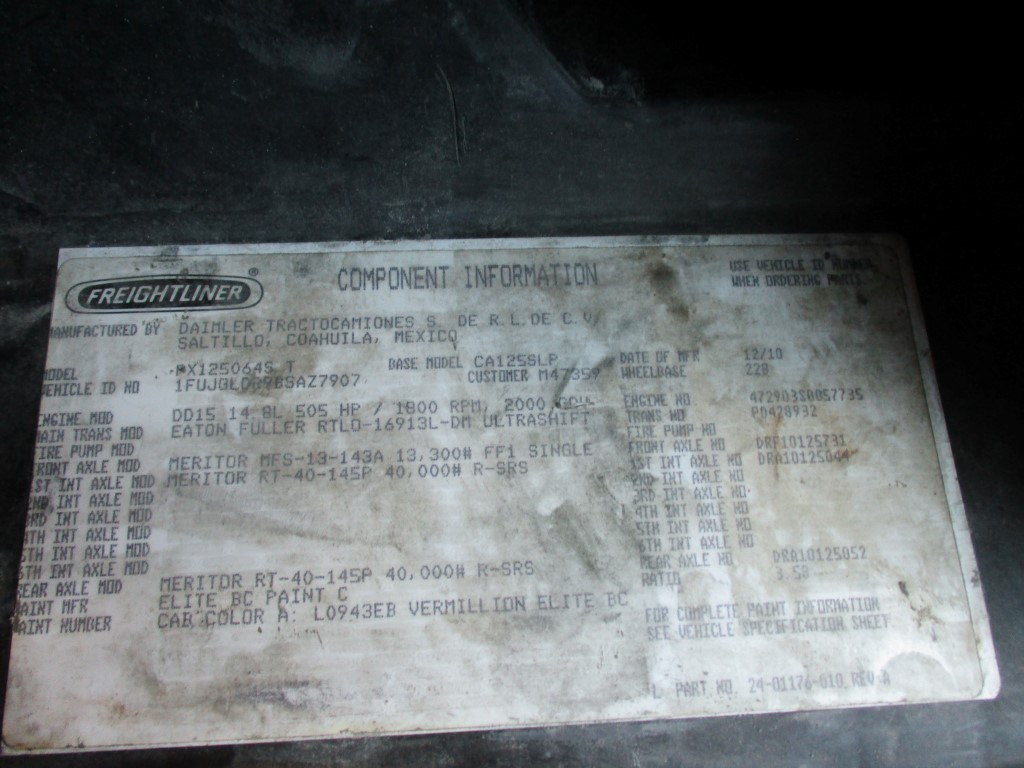 FREIGHTLINER ®
COMPONENT INFORMATION
USE VEHICLE ID NUMBER
WHEN ORDERING PARTS
MANUFACTURED BY DAIMLER TRACTOCAMIONES S. DE R.L.DE C.V.
SALTILLO, COAHUILA, MEXICO
MODEL PX125064S T BASE MODEL CA125SLP DATE OF MFR 12/10
VEHICLE ID NO CUSTOMER M47359 WHEELBASE 228
ENGINE MOD DD15 14.8L 505 HP / 1800 RPM, 2000 ENGINE NO 472903S0057735
MAIN TRANS MOD EATON FULLER RTLO-16913L-DM ULTRASHIFT TRANS NO P0428932
FIRE PUMP MOD FIRE PUMP NO
FRONT AXLE MOD MERITOR MFS-13-143A 13,300# FF1 SINGLE FRONT AXLE NO DRF10125731
1ST INT AXLE MOD MERITOR RT-40-145P 40,000# R-SRS 1ST INT AXLE NO
2ND INT AXLE MOD 2ND INT AXLE NO
3RD INT AXLE MOD 3RD INT AXLE NO
4TH INT AXLE MOD 4TH INT AXLE NO
5TH INT AXLE MOD 5TH INT AXLE NO
6TH INT AXLE MOD 6TH INT AXLE NO
REAR AXLE MOD MERITOR RT-40-145P 40,000# R-SRS REAR AXLE NO DRA10125052
PAINT MFR ELITE BC PAINT C RATIO 3.58
PAINT NUMBER CAB COLOR A: L0943EB VERMILLION ELITE BC
FOR COMPLETE PAINT INFORMATION
SEE VEHICLE SPECIFICATION SHEET.
PART NO. 24-01176-010 REV A